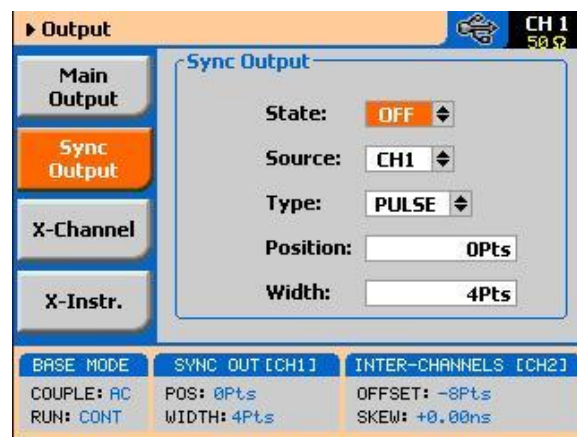 Output
CH 1
50Ω
Main
Output
Sync
Output
X-Channel
X-Instr.
Sync Output
State: OFF
Source: CH1
Type: PULSE
Position: 0Pts
Width: 4Pts
BASE MODE
COUPLE: AC
RUN: CONT
SYNC OUT [CH1]
POS: 0Pts
WIDTH: 4Pts
INTER-CHANNELS [CH2]
OFFSET: -8Pts
SKEW: +0.00ns